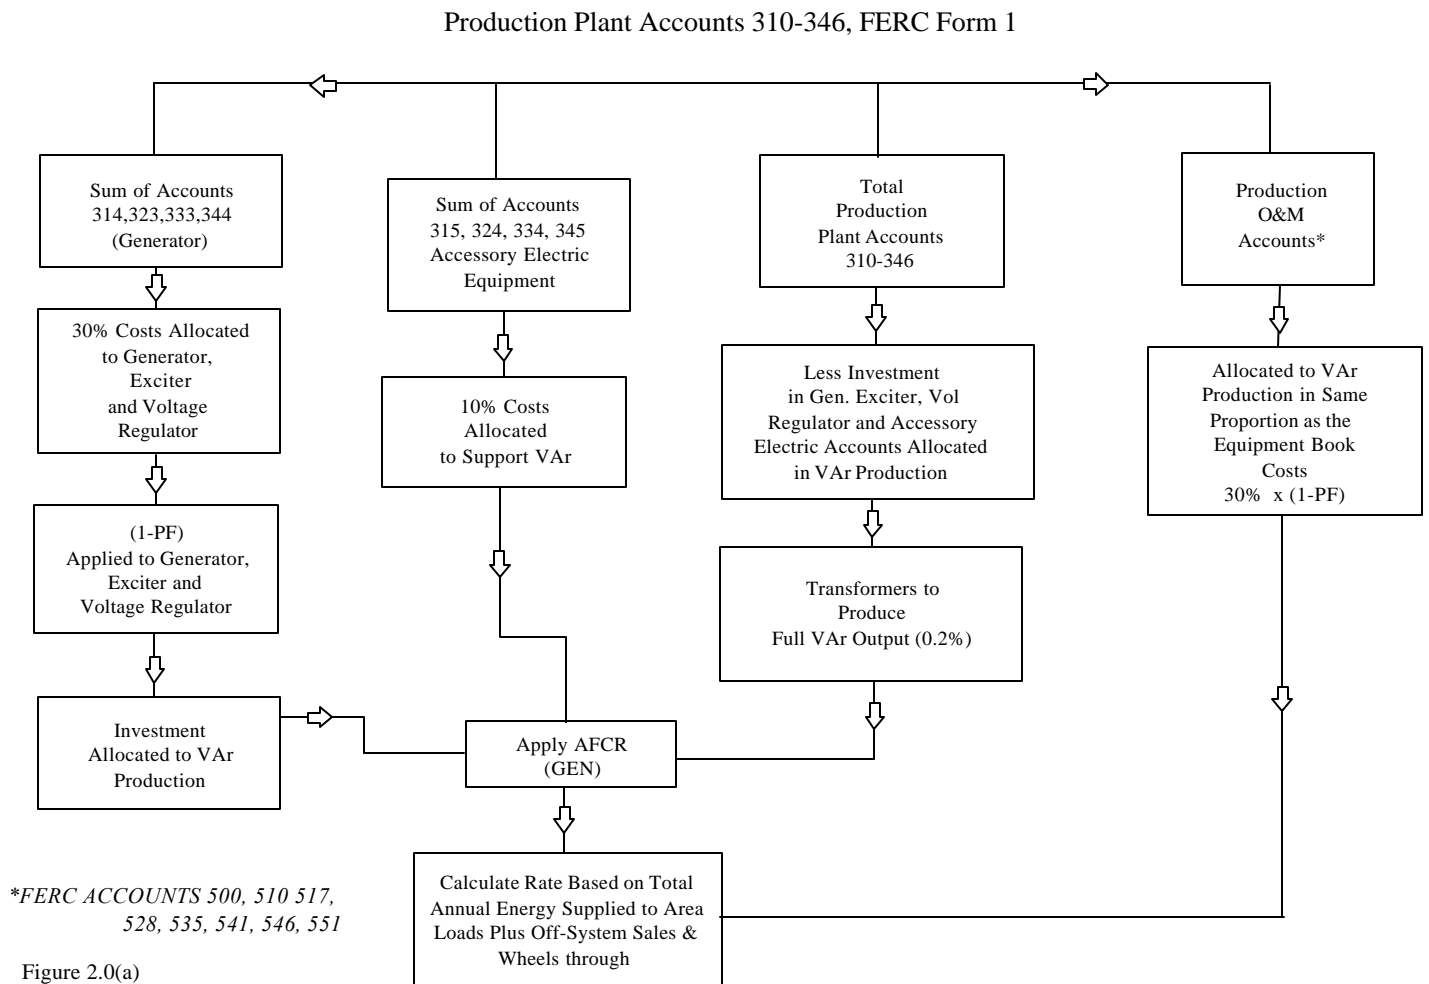 Production Plant Accounts 310-346, FERC Form 1
Sum of Accounts
314,323,333,344
(Generator)
30% Costs Allocated
to Generator,
Exciter
and Voltage
Regulator
(1-PF)
Applied to Generator,
Exciter and
Voltage Regulator
Investment
Allocated to VAr
Production
Sum of Accounts
315, 324, 334, 345
Accessory Electric
Equipment
10% Costs
Allocated
to Support VAr
Total
Production
Plant Accounts
310-346
Less Investment
in Gen. Exciter, Vol
Regulator and Accessory
Electric Accounts Allocated
in VAr Production
Transformers to
Produce
Full VAr Output (0.2%)
Production
O&M
Accounts*
Allocated to VAr
Production in Same
Proportion as the
Equipment Book
Costs
30% x (1-PF)
Apply AFCR
(GEN)
Calculate Rate Based on Total
Annual Energy Supplied to Area
Loads Plus Off-System Sales &
Wheels through
*FERC ACCOUNTS 500, 510 517,
528, 535, 541, 546, 551
Figure 2.0(a)